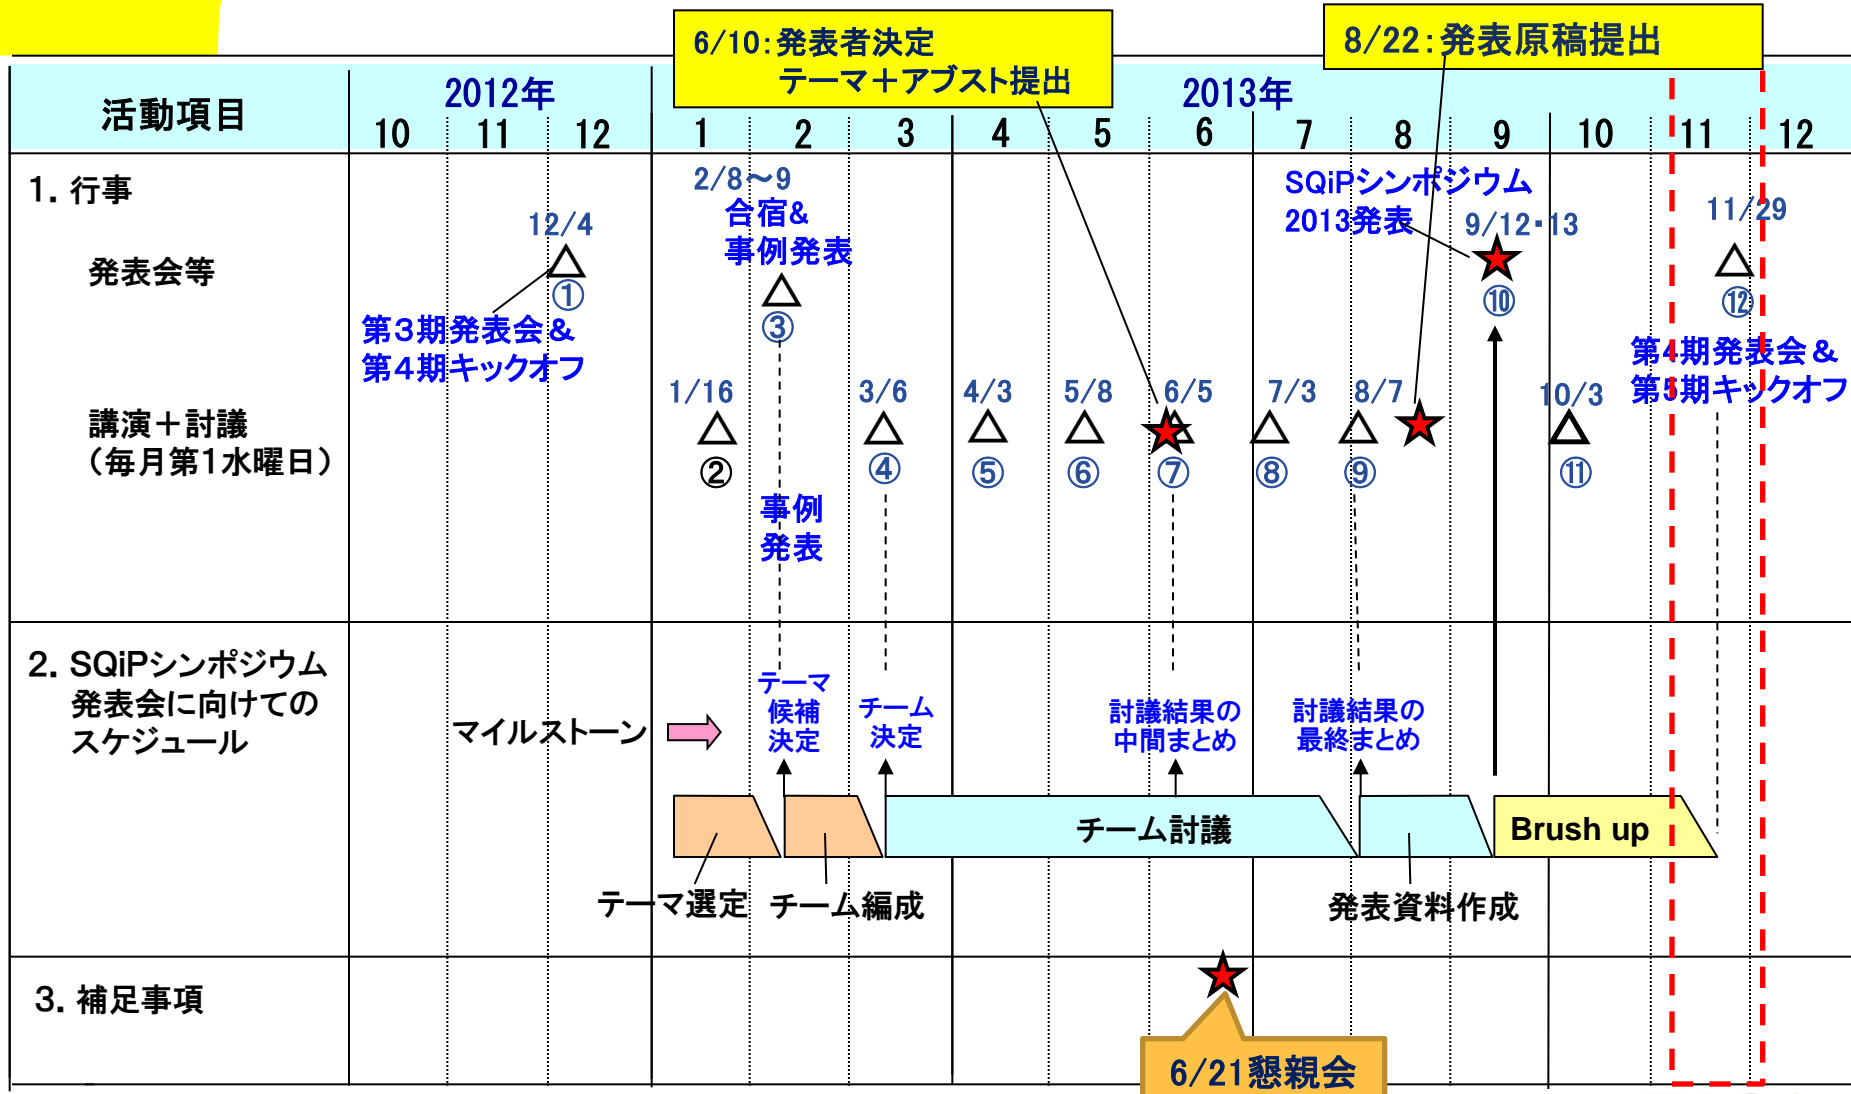 6/10:発表者決定
テーマ+アブスト提出
8/22:発表原稿提出
活動項目
2012年
2013年
10 11 12 1 2 3 4 5 6 7 8 9 10 11 12
1. 行事
発表会等
12/4
①
第3期発表会&
第4期キックオフ
2/8～9
合宿&
事例発表
③
SQiPシンポジウム
2013発表
9/12・13
⑩
11/29
⑫
第4期発表会&
第5期キックオフ
講演+討議
(毎月第1水曜日)
1/16 3/6 4/3 5/8 6/5 7/3 8/7 10/3
② ④ ⑤ ⑥ ⑦ ⑧ ⑨ ⑪
事例
発表
2. SQiPシンポジウム
発表会に向けての
スケジュール
マイルストーン
テーマ
候補
決定
チーム
決定
討議結果の
中間まとめ
討議結果の
最終まとめ
チーム討議
Brush up
テーマ選定
チーム編成
発表資料作成
3. 補足事項
6/21懇親会